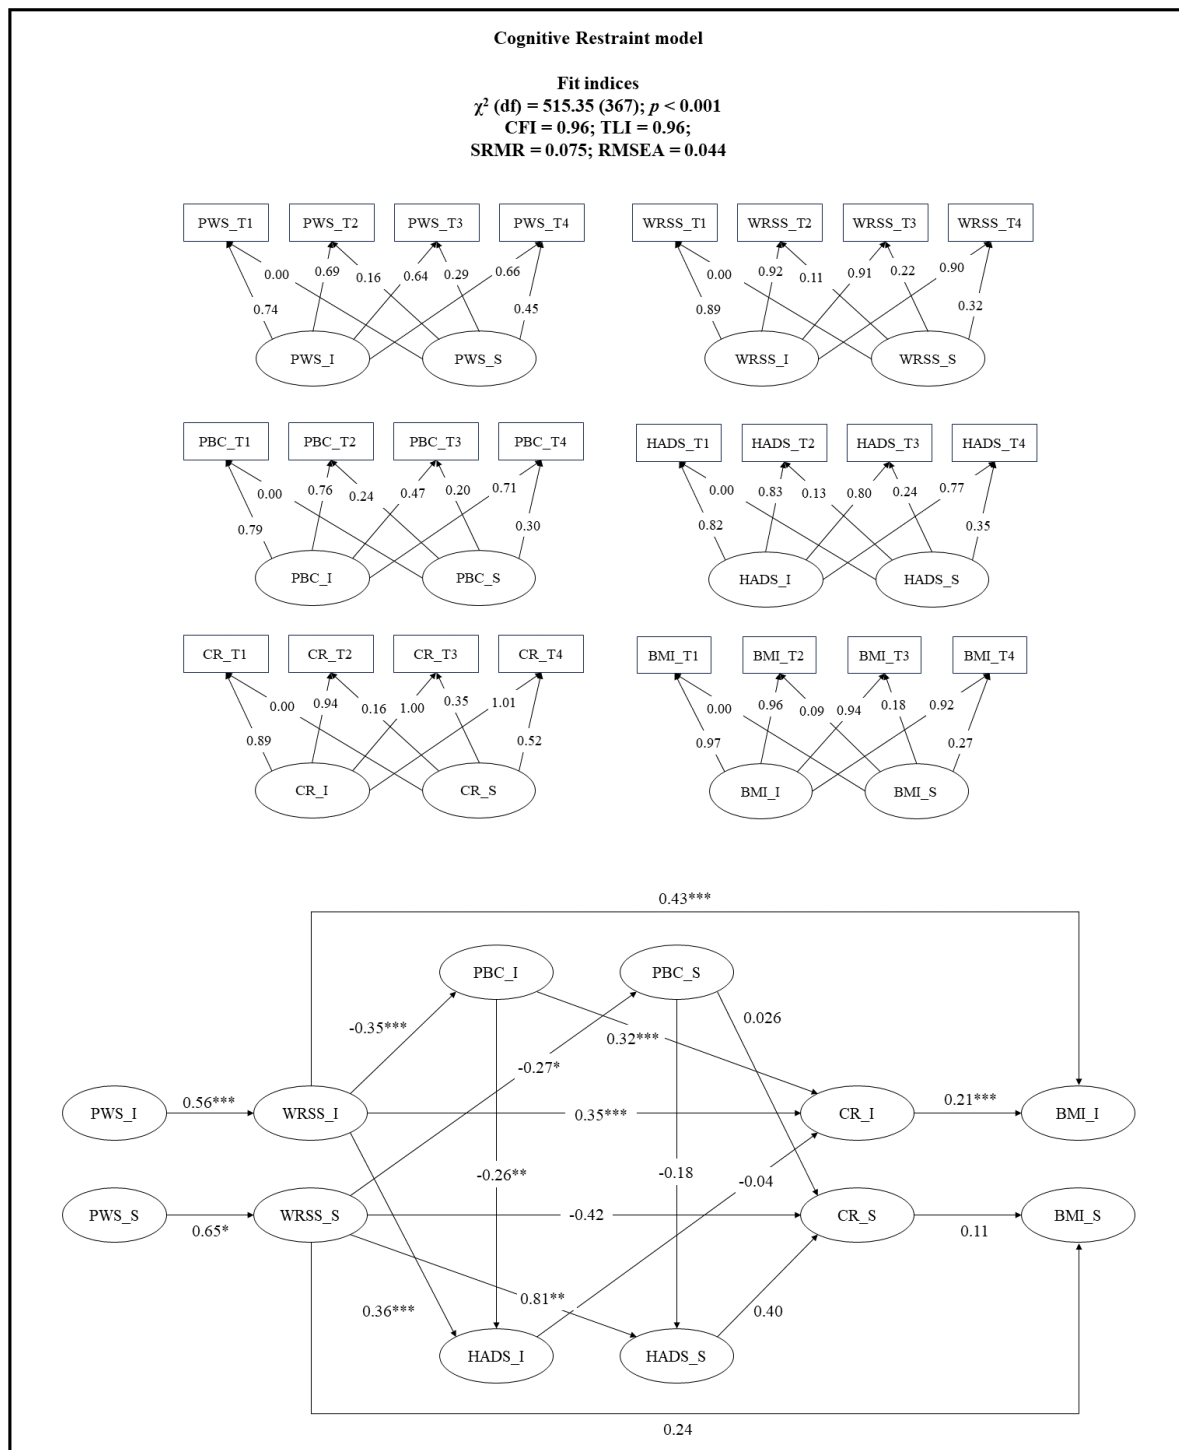 Cognitive Restraint model
Fit indices
χ² (df) = 515.35 (367); p < 0.001
CFI = 0.96; TLI = 0.96;
SRMR = 0.075; RMSEA = 0.044
PWS_T1 PWS_T2 PWS_T3 PWS_T4
0.00 0.69 0.16 0.64 0.29 0.66
0.74 0.45
PWS_I PWS_S
WRSS_T1 WRSS_T2 WRSS_T3 WRSS_T4
0.00 0.92 0.11 0.91 0.22 0.90
0.89 0.32
WRSS_I WRSS_S
PBC_T1 PBC_T2 PBC_T3 PBC_T4
0.00 0.76 0.24 0.47 0.20 0.71
0.79 0.30
PBC_I PBC_S
HADS_T1 HADS_T2 HADS_T3 HADS_T4
0.00 0.83 0.13 0.80 0.24 0.77
0.82 0.35
HADS_I HADS_S
CR_T1 CR_T2 CR_T3 CR_T4
0.00 0.94 0.16 1.00 0.35 1.01
0.89 0.52
CR_I CR_S
BMI_T1 BMI_T2 BMI_T3 BMI_T4
0.00 0.96 0.09 0.94 0.18 0.92
0.97 0.27
BMI_I BMI_S
0.43***
PBC_I PBC_S
-0.35*** 0.32*** 0.026
-0.27*
PWS_I 0.56*** WRSS_I 0.35*** CR_I 0.21*** BMI_I
-0.26** -0.18 -0.04
PWS_S 0.65* WRSS_S -0.42 CR_S 0.11 BMI_S
0.36*** 0.81** 0.40
HADS_I HADS_S
0.24